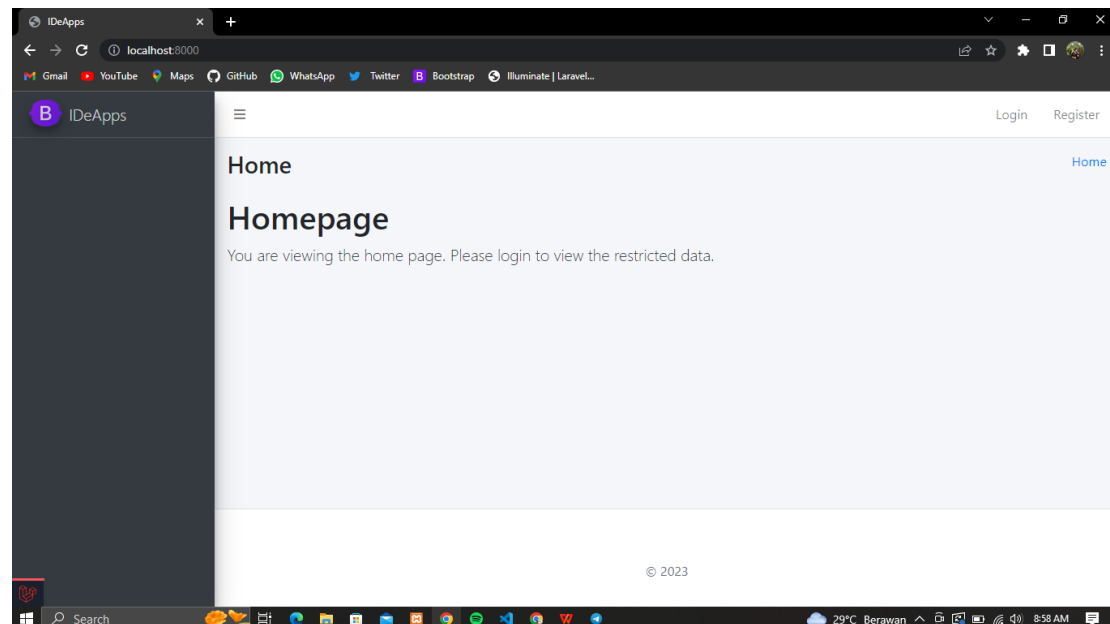 IDeApps
localhost:8000
Gmail YouTube Maps GitHub WhatsApp Twitter B Bootstrap Illuminate | Laravel...
B IDeApps
Login Register
Home
Home
Homepage
You are viewing the home page. Please login to view the restricted data.
© 2023
Search
29°C Berawan 8:58 AM